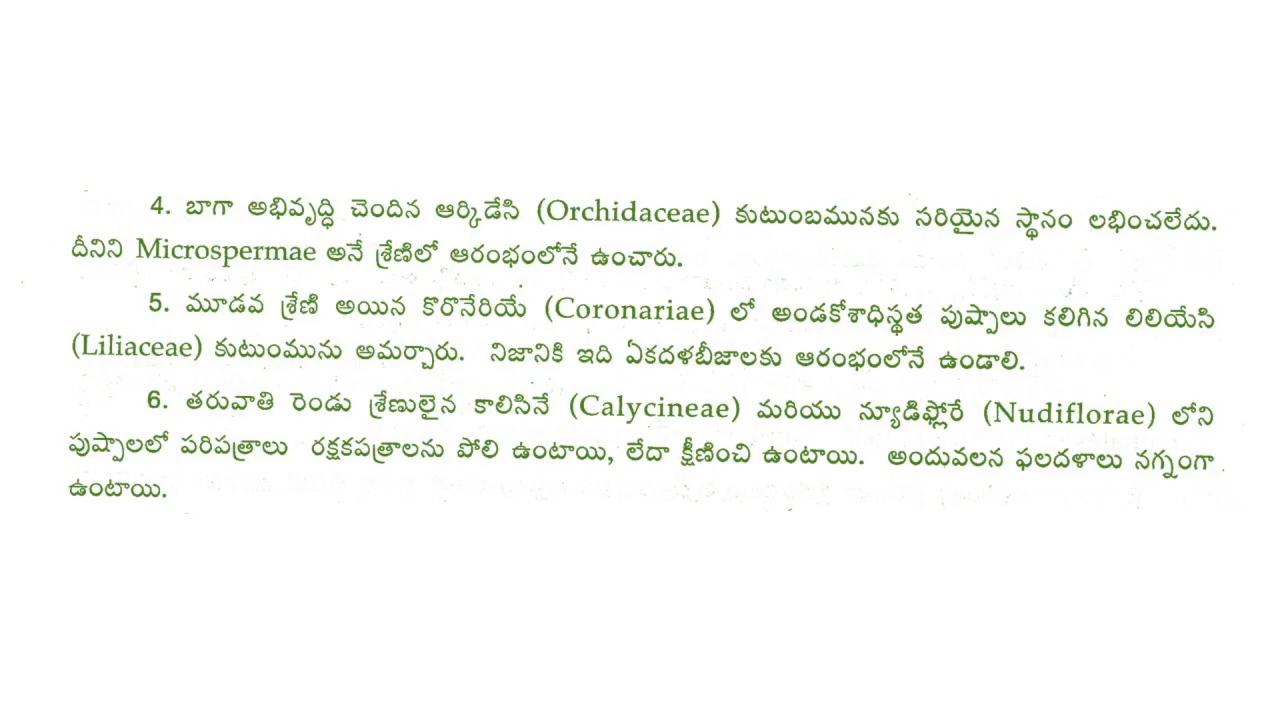 4. బాగా అభివృద్ధి చెందిన ఆర్కిడేసి (Orchidaceae) కుటుంబమునకు సరియైన స్థానం లభించలేదు.
దీనిని Microspermae అనే శ్రేణిలో ఆరంభంలోనే ఉంచారు.
5. మూడవ శ్రేణి అయిన కొరొనేరియే (Coronariae) లో అండకోశాధిస్థత పుష్పాలు కలిగిన లిలియేసి
(Liliaceae) కుటుంమును అమర్చారు. నిజానికి ఇది ఏకదళబీజాలకు ఆరంభంలోనే ఉండాలి.
6. తరువాతి రెండు శ్రేణులైన కాలిసినే (Calycineae) మరియు న్యూడిఫ్లోరే (Nudiflorae) లోని
పుష్పాలలో పరిపత్రాలు రక్షకపత్రాలను పోలి ఉంటాయి, లేదా క్షీణించి ఉంటాయి. అందువలన ఫలదళాలు నగ్నంగా
ఉంటాయి.